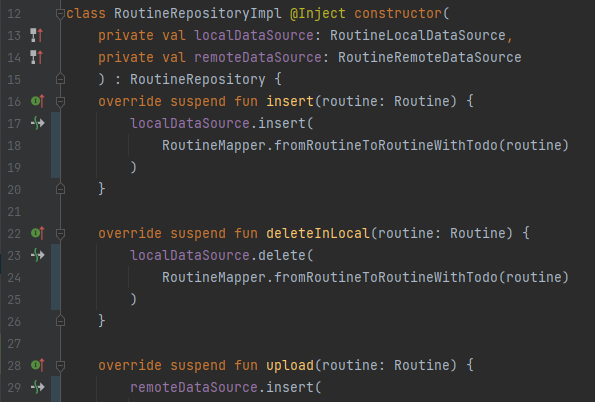 12 class RoutineRepositoryImpl @Inject constructor(
13     private val localDataSource: RoutineLocalDataSource,
14     private val remoteDataSource: RoutineRemoteDataSource
15     ) : RoutineRepository {
16     override suspend fun insert(routine: Routine) {
17         localDataSource.insert(
18             RoutineMapper.fromRoutineToRoutineWithTodo(routine)
19         )
20     }
21
22     override suspend fun deleteInLocal(routine: Routine) {
23         localDataSource.delete(
24             RoutineMapper.fromRoutineToRoutineWithTodo(routine)
25         )
26     }
27
28     override suspend fun upload(routine: Routine) {
29         remoteDataSource.insert(